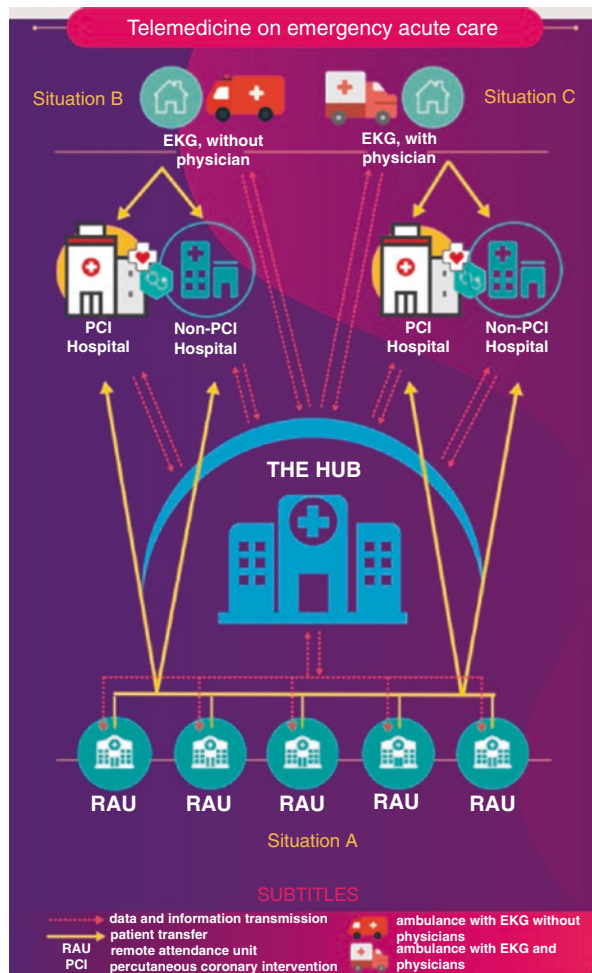 Telemedicine on emergency acute care
Situation B
Situation C
EKG, without
physician
EKG, with
physician
PCI
Hospital
Non-PCI
Hospital
PCI
Hospital
Non-PCI
Hospital
THE HUB
RAU
RAU
RAU
RAU
RAU
Situation A
SUBTITLES
data and information transmission
patient transfer
RAU remote attendance unit
PCI percutaneous coronary intervention
ambulance with EKG without
physicians
ambulance with EKG and
physicians